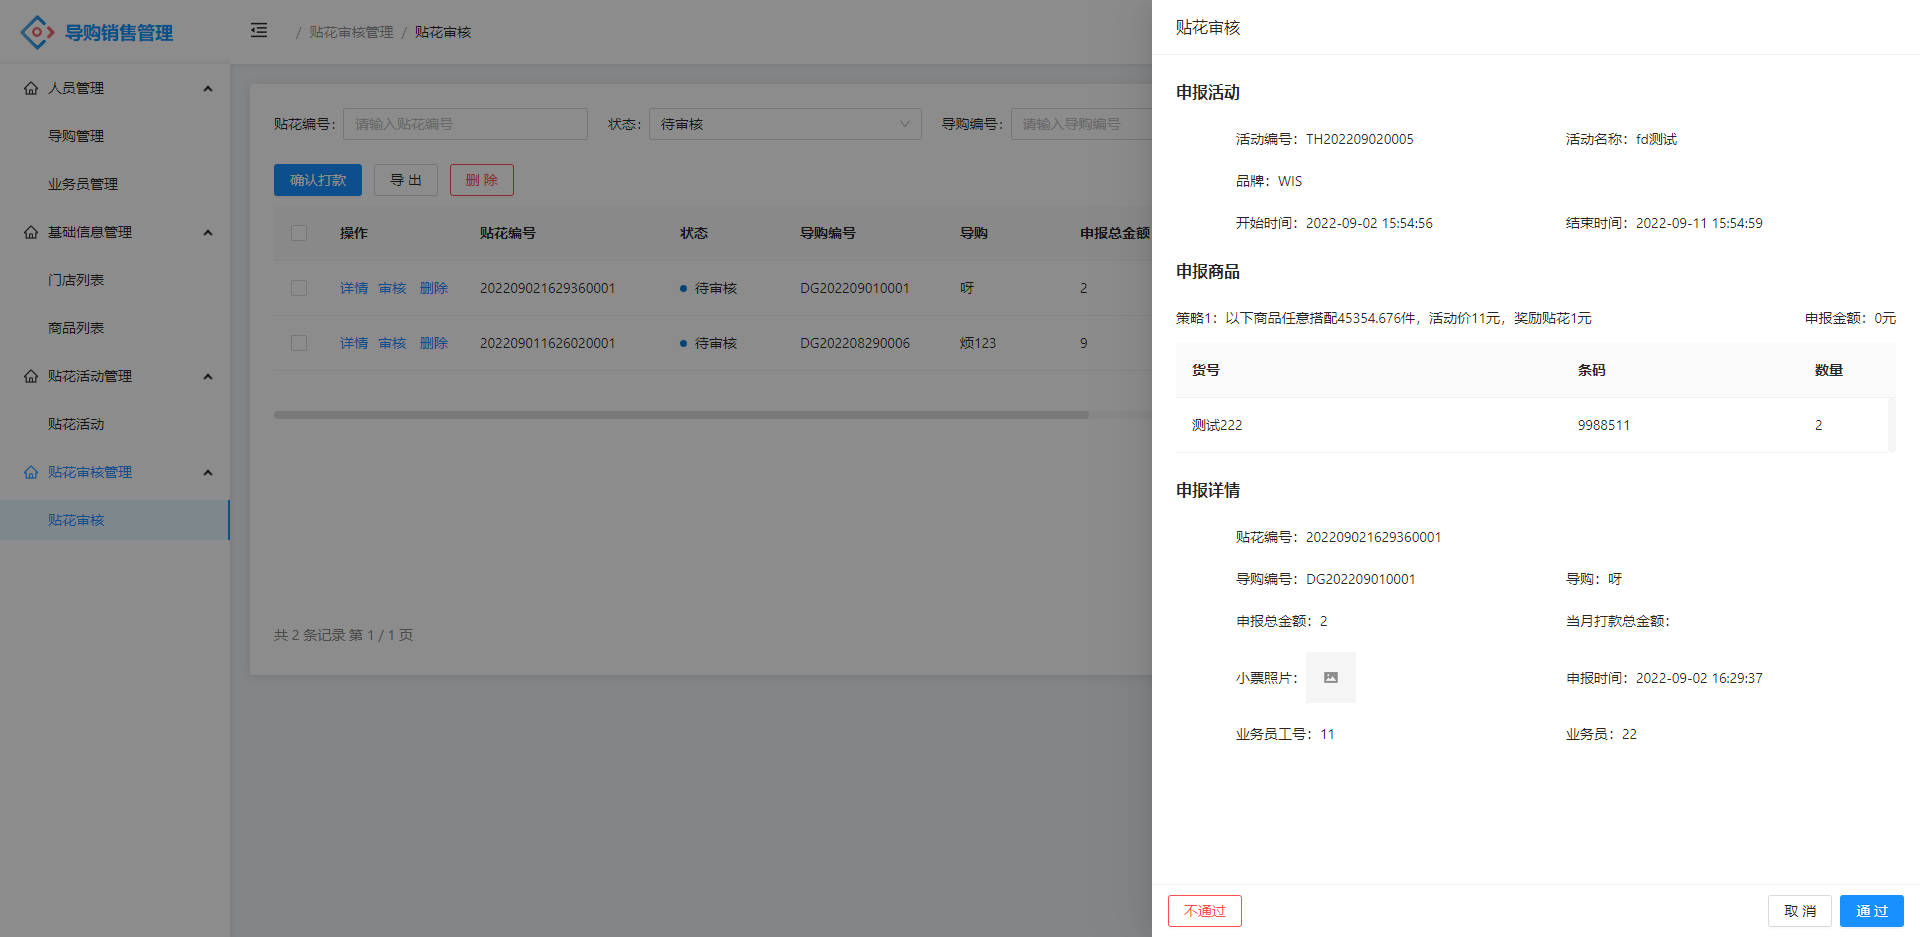 导购销售管理
/ 贴花审核管理 / 贴花审核
人员管理
导购管理
业务员管理
基础信息管理
门店列表
商品列表
贴花活动管理
贴花活动
贴花审核管理
贴花审核
贴花编号: 请输入贴花编号 状态: 待审核 导购编号: 请输入导购编号
确认打款 导 出 删 除
操作 贴花编号 状态 导购编号 导购 申报总金额
详情 审核 删除 202209021629360001 待审核 DG202209010001 呀 2
详情 审核 删除 202209011626020001 待审核 DG202208290006 烦123 9
共 2 条记录 第 1 / 1 页
贴花审核
申报活动
活动编号：TH202209020005 活动名称：fd测试
品牌：WIS
开始时间：2022-09-02 15:54:56 结束时间：2022-09-11 15:54:59
申报商品
策略1：以下商品任意搭配45354.676件，活动价11元，奖励贴花1元 申报金额：0元
货号 条码 数量
测试222 9988511 2
申报详情
贴花编号：202209021629360001
导购编号：DG202209010001 导购：呀
申报总金额：2 当月打款总金额：
小票照片： 申报时间：2022-09-02 16:29:37
业务员工号：11 业务员：22
不通过 取 消 通 过